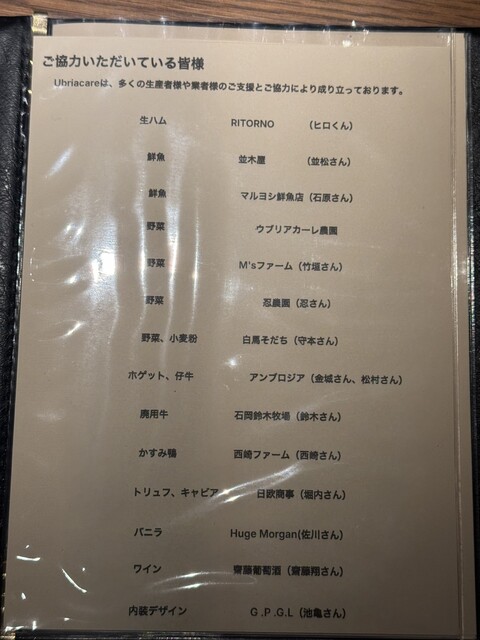 ご協力いただいている皆様
Ubriacareは、多くの生産者様や業者様のご支援とご協力により成り立っております。
生ハム RITORNO （ヒロくん）
鮮魚 並木屋 （並松さん）
鮮魚 マルヨシ鮮魚店（石原さん）
野菜 ウブリアカーレ農園
野菜 M'sファーム（竹垣さん）
野菜 忍農園（忍さん）
野菜、小麦粉 白馬そだち（守本さん）
ホゲット、仔牛 アンブロジア（金城さん、松村さん）
廃用牛 石岡鈴木牧場（鈴木さん）
かすみ鴨 西崎ファーム（西崎さん）
トリュフ、キャビア 日欧商事（堀内さん）
バニラ Huge Morgan(佐川さん）
ワイン 齋藤葡萄酒（齋藤翔さん）
内装デザイン G .P.G.L（池亀さん）